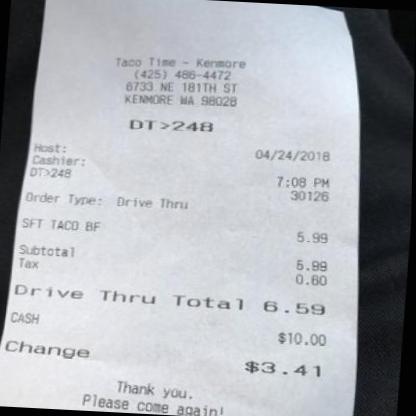 Taco Time - Kenmore
(425) 486-4472
6733 NE 181TH ST
KENMORE WA 98028
DT>248
Host: 04/24/2018
Cashier:
DT>248 7:08 PM
30126
Order Type: Drive Thru
SFT TACO BF 5.99
Subtotal 5.99
Tax 0.60
Drive Thru Total 6.59
CASH $10.00
Change $3.41
Thank you.
Please come again!